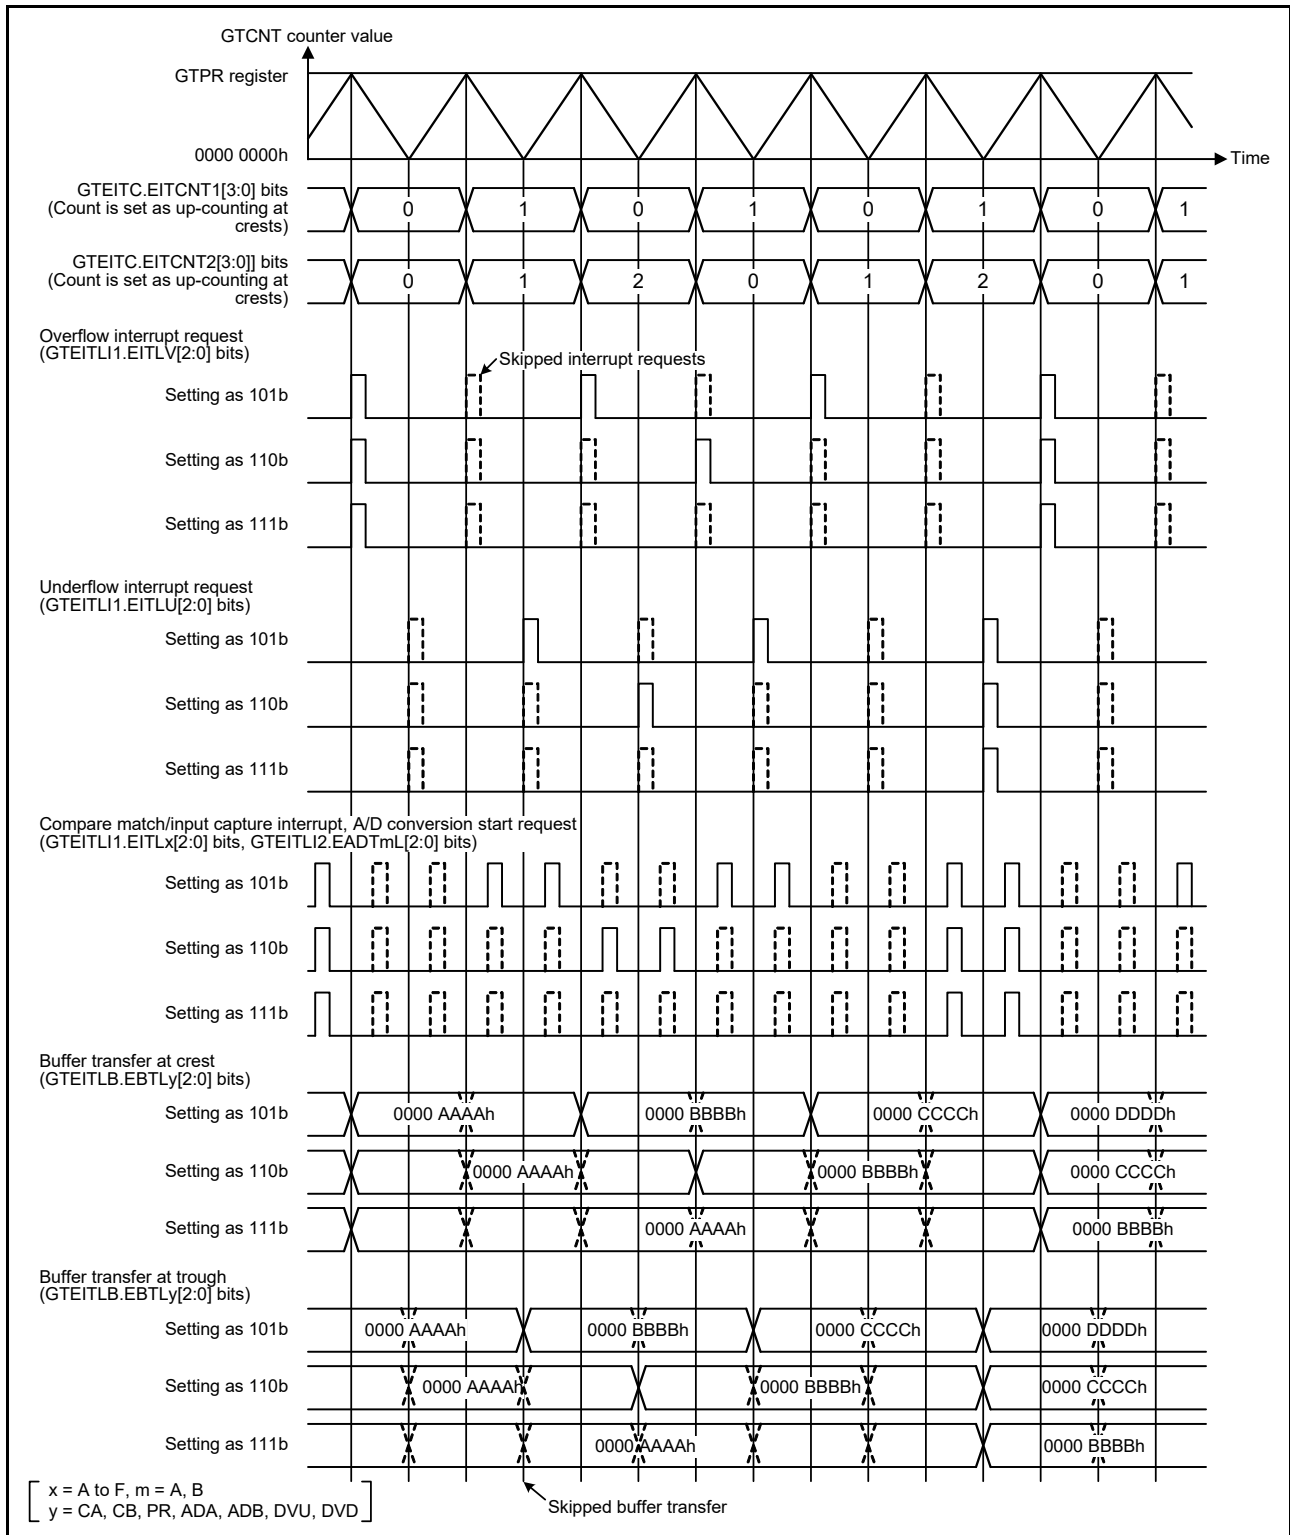 GTCNT counter value
GTPR register
0000 0000h
Time
GTEITC.EITCNT1[3:0] bits
(Count is set as up-counting at
crests)
0 1 0 1 0 1 0 1
GTEITC.EITCNT2[3:0]] bits
(Count is set as up-counting at
crests)
0 1 2 0 1 2 0 1
Overflow interrupt request
(GTEITLI1.EITLV[2:0] bits)
Skipped interrupt requests
Setting as 101b
Setting as 110b
Setting as 111b
Underflow interrupt request
(GTEITLI1.EITLU[2:0] bits)
Setting as 101b
Setting as 110b
Setting as 111b
Compare match/input capture interrupt, A/D conversion start request
(GTEITLI1.EITLx[2:0] bits, GTEITLI2.EADTmL[2:0] bits)
Setting as 101b
Setting as 110b
Setting as 111b
Buffer transfer at crest
(GTEITLB.EBTLy[2:0] bits)
Setting as 101b 0000 AAAAh 0000 BBBBh 0000 CCCCh 0000 DDDDh
Setting as 110b 0000 AAAAh 0000 BBBBh 0000 CCCCh
Setting as 111b 0000 AAAAh 0000 BBBBh
Buffer transfer at trough
(GTEITLB.EBTLy[2:0] bits)
Setting as 101b 0000 AAAAh 0000 BBBBh 0000 CCCCh 0000 DDDDh
Setting as 110b 0000 AAAAh 0000 BBBBh 0000 CCCCh
Setting as 111b 0000 AAAAh 0000 BBBBh
x = A to F, m = A, B
y = CA, CB, PR, ADA, ADB, DVU, DVD
Skipped buffer transfer